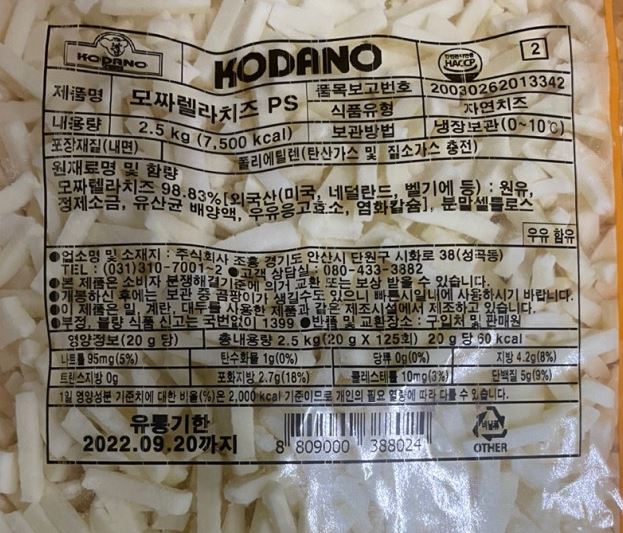 KODANO
KODANO
HACCP
2
제품명
모짜렐라치즈 PS
품목보고번호
20030262013342
식품유형
자연치즈
내용량
2.5 kg (7,500 kcal)
보관방법
냉장보관(0~10℃)
포장재질(내면)
폴리에틸렌(탄산가스 및 질소가스 충전)
원재료명 및 함량
모짜렐라치즈 98.83%[외국산(미국, 네덜란드, 벨기에 등) : 원유,
정제소금, 유산균 배양액, 우유응고효소, 염화칼슘], 분말셀룰로스
우유 함유
●업소명 및 소재지 : 주식회사 조흥 경기도 안산시 단원구 시화로 38(성곡동)
TEL : (031)310-7001~2 ●고객 상담실 : 080-433-3882
●본 제품은 소비자 분쟁해결기준에 의거 교환 또는 보상 받을 수 있습니다.
●개봉하신 후에는 보관 중 곰팡이가 생길수도 있으니 빠른시일내에 사용하시기 바랍니다.
●이 제품은 밀, 계란, 대두를 사용한 제품과 같은 제조시설에서 제조하고 있습니다.
●부정, 불량 식품 신고는 국번없이 1399 ●반품 및 교환장소 : 구입처 및 판매원
영양정보(20 g 당)
총내용량 2.5 kg(20 g X 125회) 20 g 당 60 kcal
나트륨 95mg(5%)
탄수화물 1g(0%)
당류 0g(0%)
지방 4.2g(8%)
트랜스지방 0g
포화지방 2.7g(18%)
콜레스테롤 10mg(3%)
단백질 5g(9%)
1일 영양성분 기준치에 대한 비율(%)은 2,000 kcal 기준이므로 개인의 필요 열량에 따라 다를 수 있습니다.
유통기한
2022.09.20까지
8 809000 388024
비닐류
OTHER